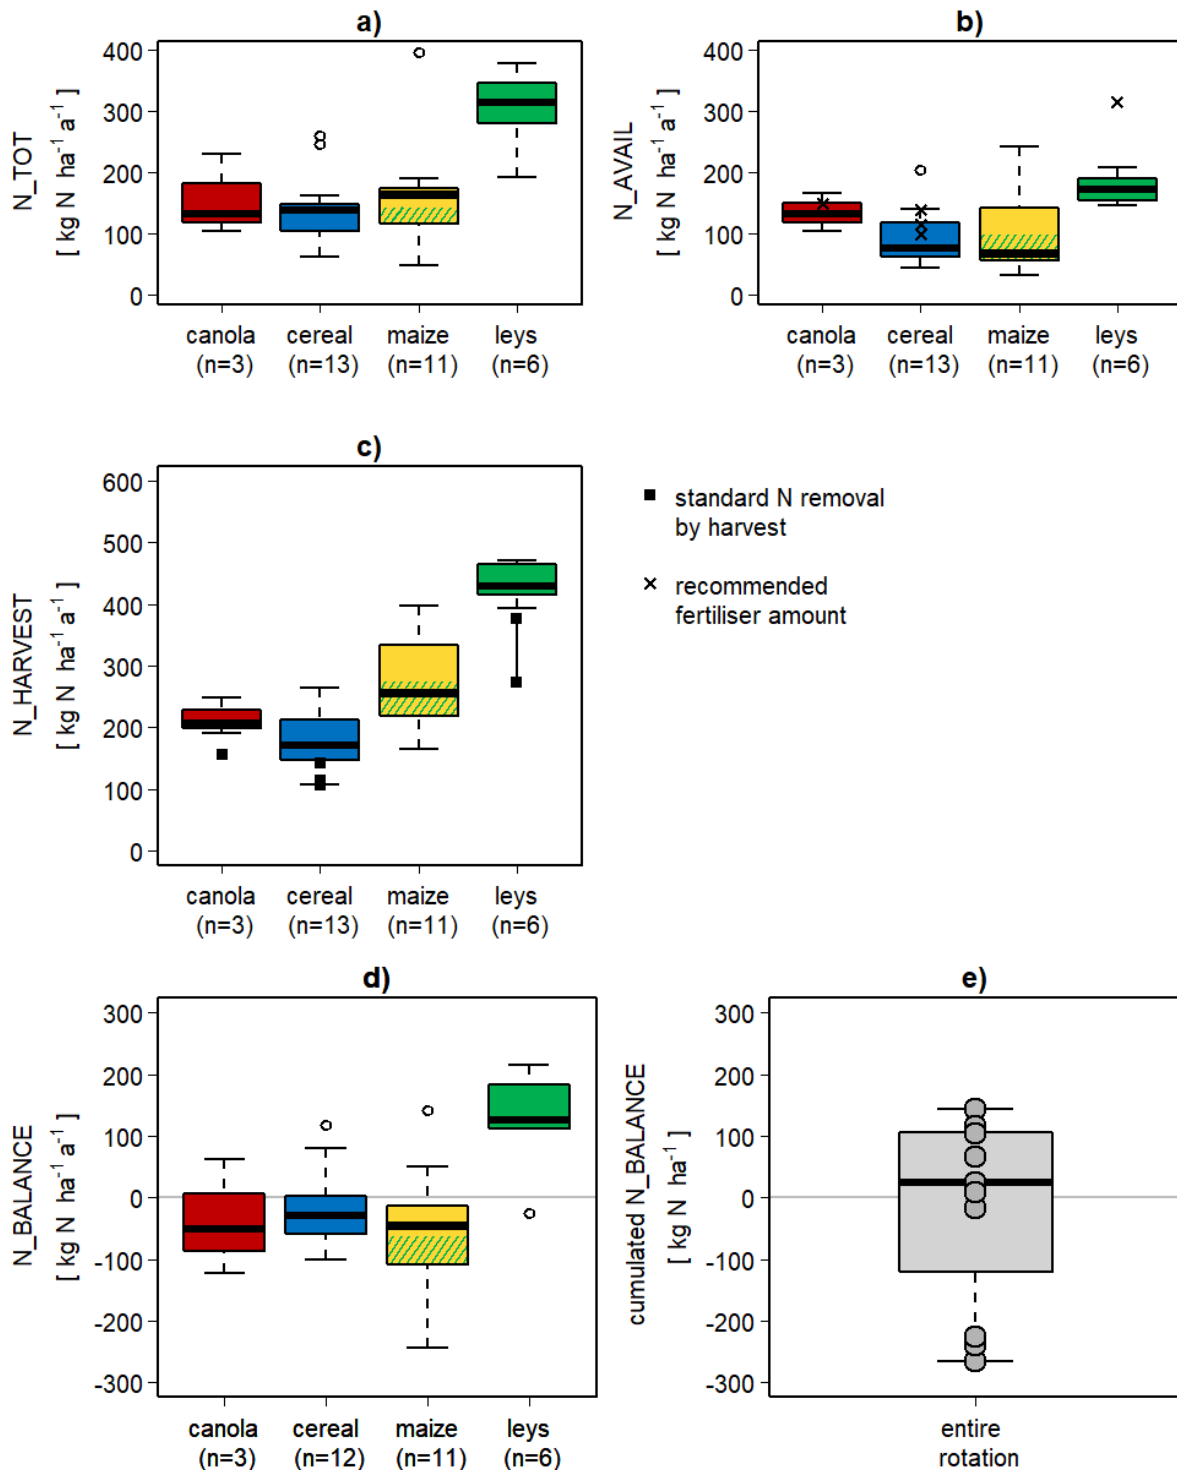 a)
N_TOT
[ kg N ha⁻¹ a⁻¹ ]
400
300
200
100
0
canola cereal maize leys
(n=3) (n=13) (n=11) (n=6)
b)
N_AVAIL
[ kg N ha⁻¹ a⁻¹ ]
400
300
200
100
0
canola cereal maize leys
(n=3) (n=13) (n=11) (n=6)
c)
N_HARVEST
[ kg N ha⁻¹ a⁻¹ ]
600
500
400
300
200
100
0
canola cereal maize leys
(n=3) (n=13) (n=11) (n=6)
standard N removal
by harvest
recommended
fertiliser amount
d)
N_BALANCE
[ kg N ha⁻¹ a⁻¹ ]
300
200
100
0
-100
-200
-300
canola cereal maize leys
(n=3) (n=12) (n=11) (n=6)
e)
cumulated N_BALANCE
[ kg N ha⁻¹ ]
300
200
100
0
-100
-200
-300
entire
rotation